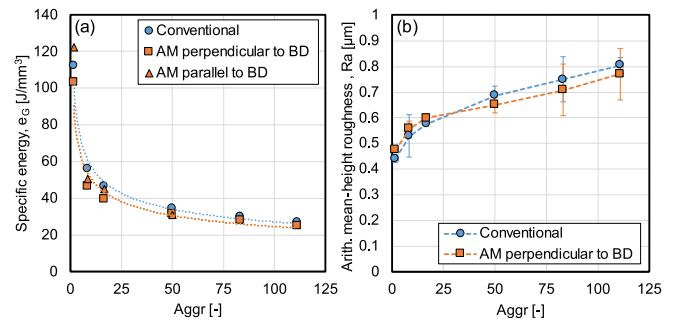 (a)
Conventional
AM perpendicular to BD
AM parallel to BD
Specific energy, eG [J/mm³]
140
120
100
80
60
40
20
0
0 25 50 75 100 125
Aggr [-]
(b)
Arith. mean-height roughness , Ra [µm]
1
0.9
0.8
0.7
0.6
0.5
0.4
0.3
0.2
0.1
0
Conventional
AM perpendicular to BD
0 25 50 75 100 125
Aggr [-]